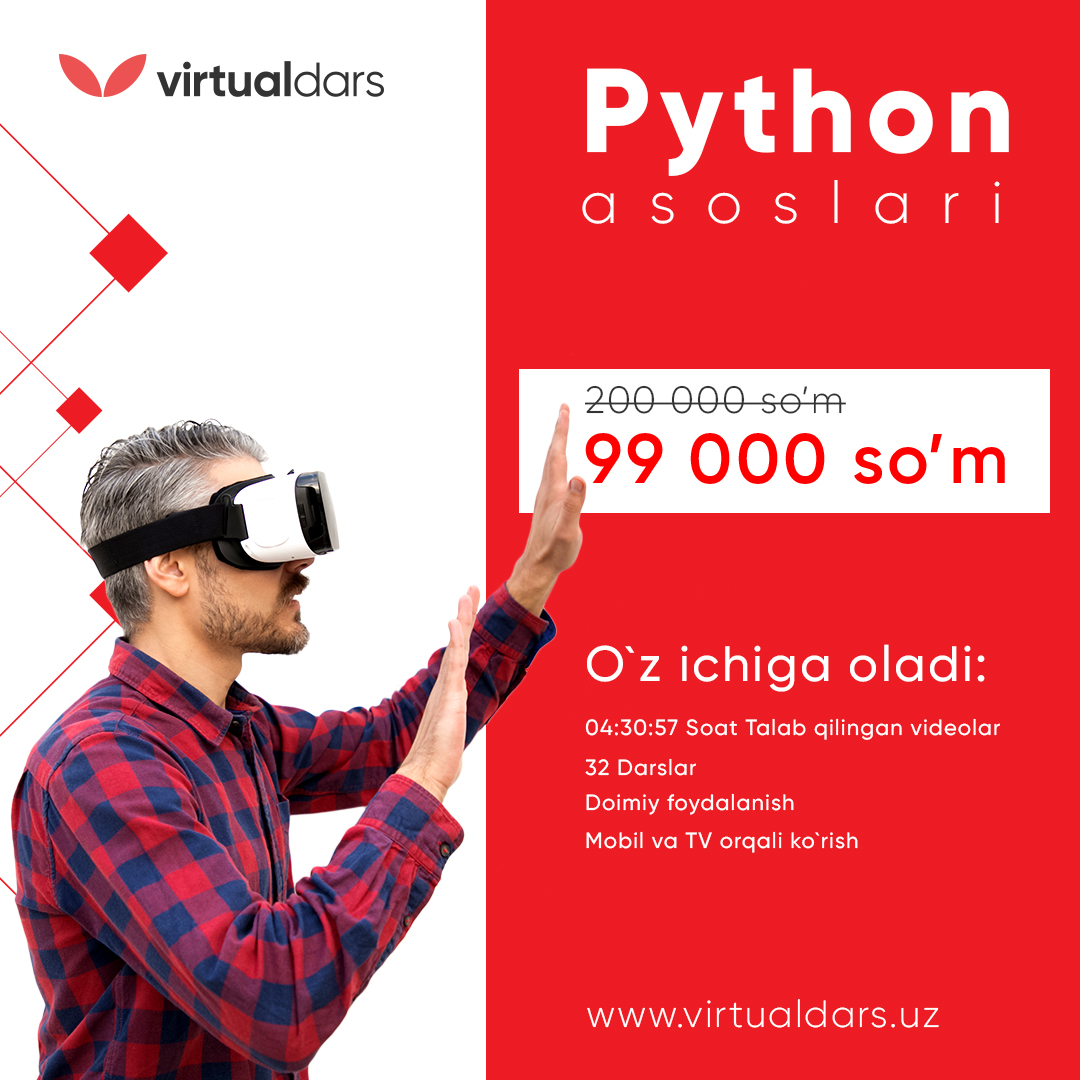 virtualdars
Python
asoslari
200 000 so'm
99 000 so'm
O`z ichiga oladi:
04:30:57 Soat Talab qilingan videolar
32 Darslar
Doimiy foydalanish
Mobil va TV orqali ko`rish
www.virtualdars.uz